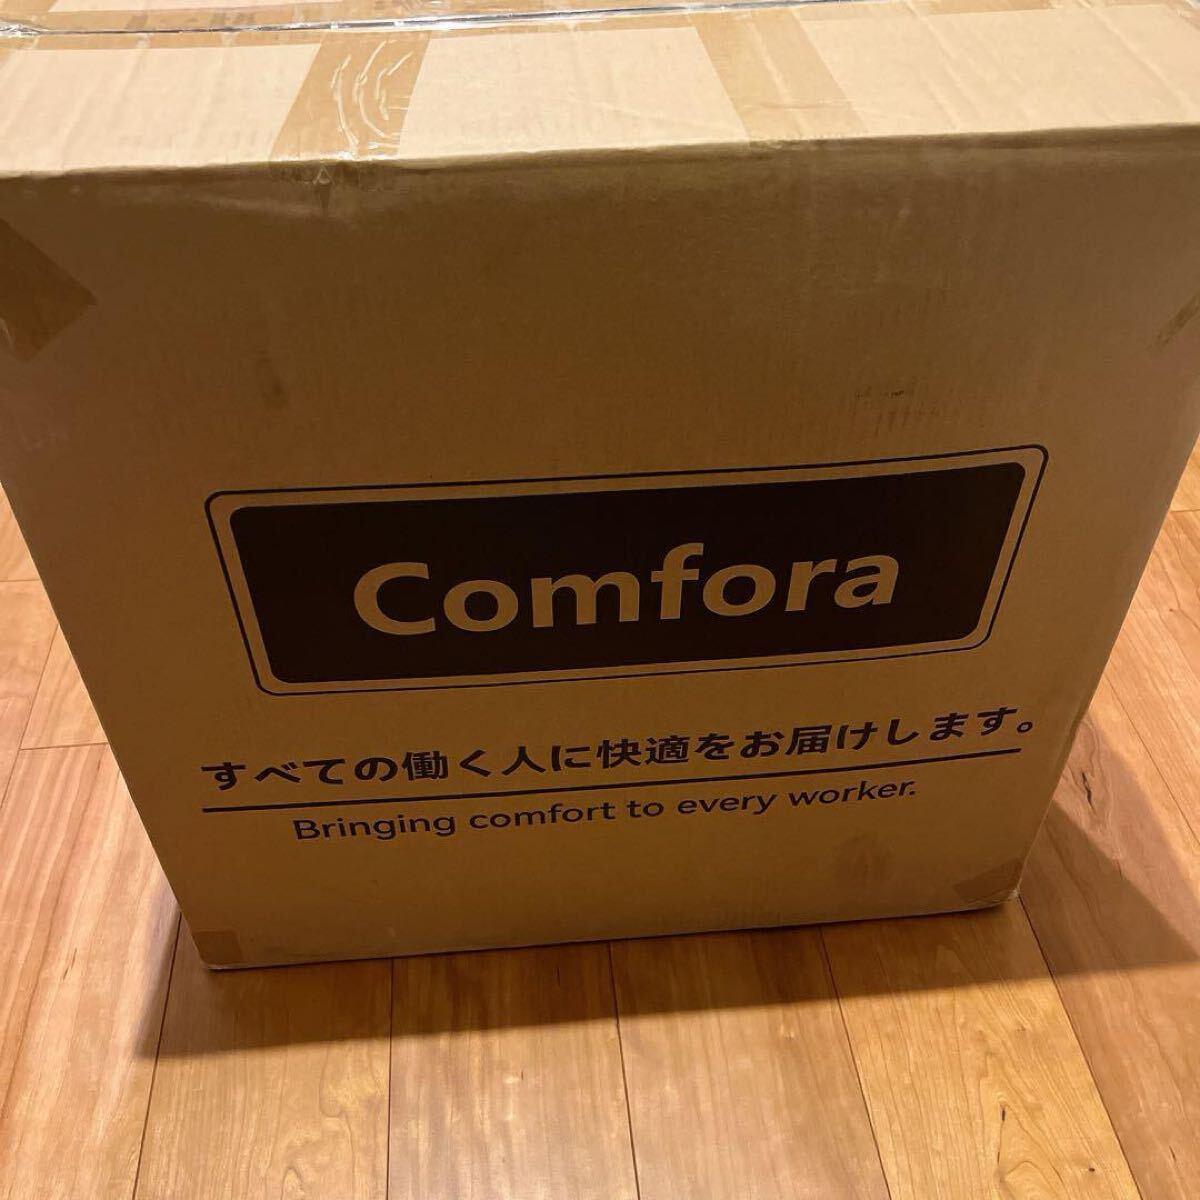 Comfora
すべての働く人に快適をお届けします。
Bringing comfort to every worker.